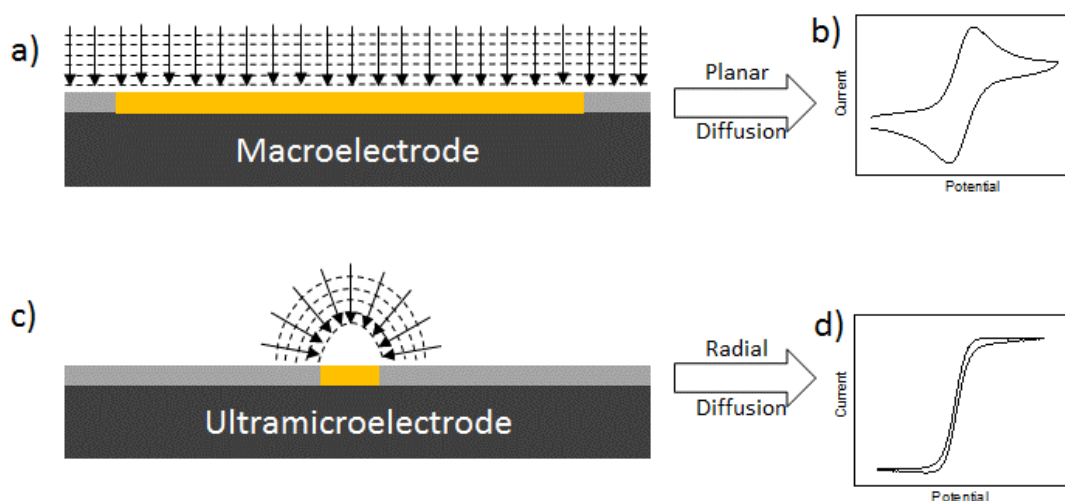 a)
Macroelectrode
Planar
Diffusion
b)
Current
Potential
c)
Ultramicroelectrode
Radial
Diffusion
d)
Current
Potential